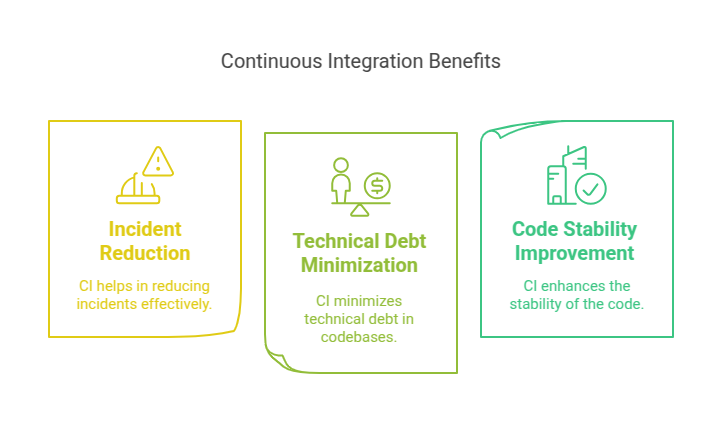 Continuous Integration Benefits
Incident
Reduction
CI helps in reducing
incidents effectively.
Technical Debt
Minimization
CI minimizes
technical debt in
codebases.
Code Stability
Improvement
CI enhances the
stability of the code.